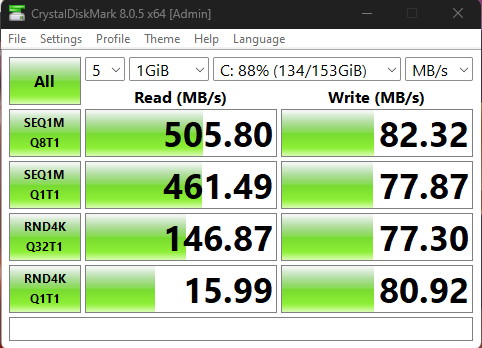 CrystalDiskMark 8.0.5 x64 [Admin]
File Settings Profile Theme Help Language
All 5 1GiB C: 88% (134/153GiB) MB/s
Read (MB/s) Write (MB/s)
SEQ1M
Q8T1 505.80 82.32
SEQ1M
Q1T1 461.49 77.87
RND4K
Q32T1 146.87 77.30
RND4K
Q1T1 15.99 80.92